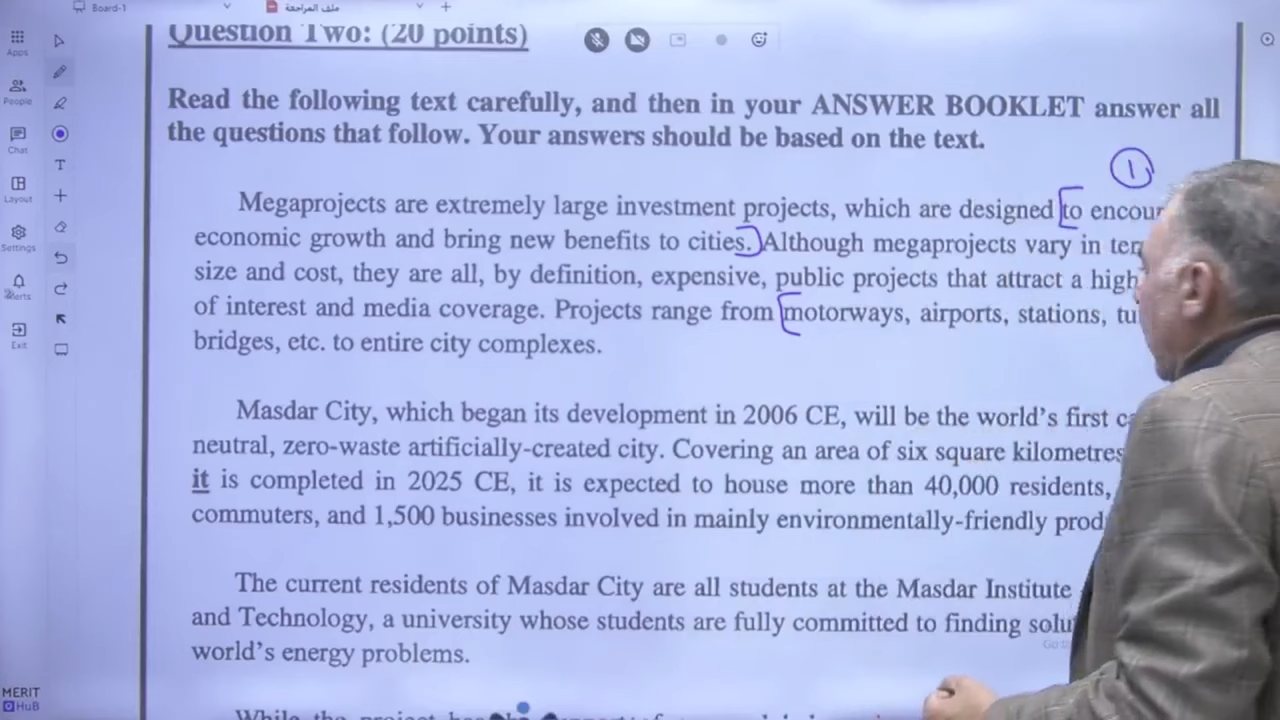 Board-1
ملف المراجعة
Apps
People
Chat
Layout
Settings
Exit
MERIT
HUB
Question Two: (20 points)
Read the following text carefully, and then in your ANSWER BOOKLET answer all
the questions that follow. Your answers should be based on the text.
1
Megaprojects are extremely large investment projects, which are designed to
economic growth and bring new benefits to cities. Although megaprojects vary in
size and cost, they are all, by definition, expensive, public projects that attract a high
of interest and media coverage. Projects range from motorways, airports, stations,
bridges, etc. to entire city complexes.
Masdar City, which began its development in 2006 CE, will be the world's first
neutral, zero-waste artificially-created city. Covering an area of six square kilometres
it is completed in 2025 CE, it is expected to house more than 40,000 residents,
commuters, and 1,500 businesses involved in mainly environmentally-friendly
The current residents of Masdar City are all students at the Masdar Institute
and Technology, a university whose students are fully committed to finding
world's energy problems.
While the project